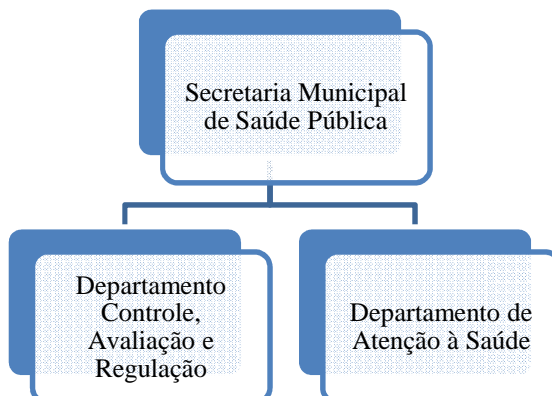 Secretaria Municipal
de Saúde Pública
Departamento
Controle,
Avaliação e
Regulação
Departamento de
Atenção à Saúde